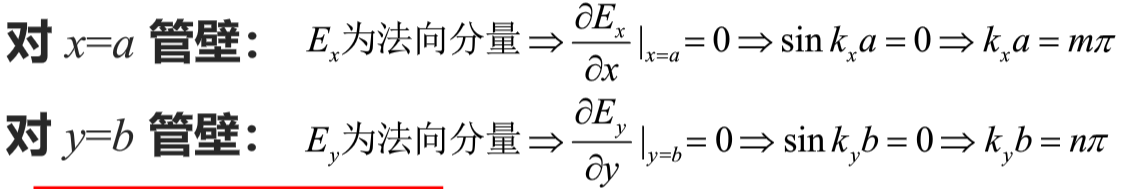 对 x=a 管壁： E_x为法向分量⇒∂E_x/∂x|_{x=a}=0⇒sin k_x a=0⇒k_x a=mπ
对 y=b 管壁： E_y为法向分量⇒∂E_y/∂y|_{y=b}=0⇒sin k_y b=0⇒k_y b=nπ